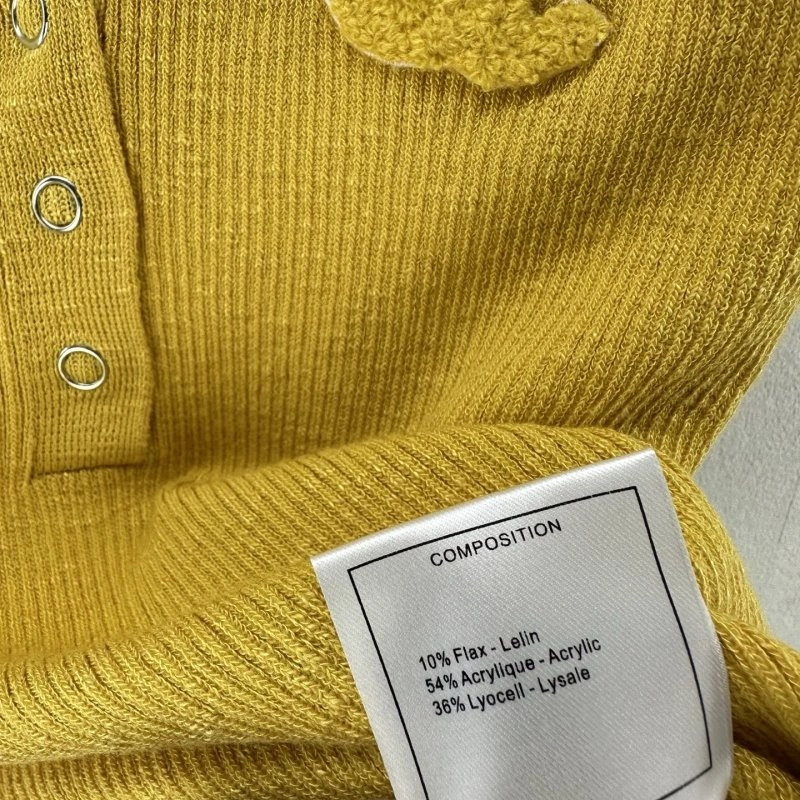 COMPOSITION
10% Flax - Lelin
54% Acrylique - Acrylic
36% Lyocell - Lysale